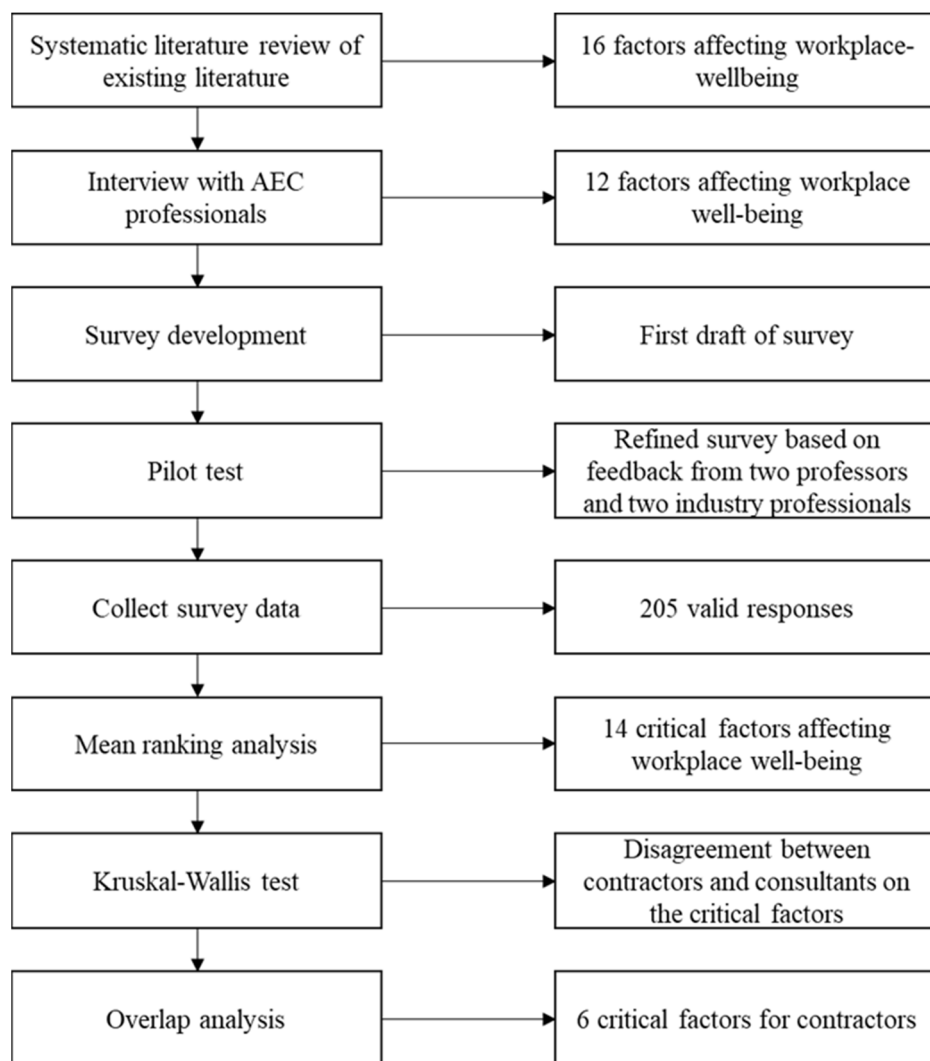 Systematic literature review of
existing literature
16 factors affecting workplace-
wellbeing
Interview with AEC
professionals
12 factors affecting workplace
well-being
Survey development
First draft of survey
Pilot test
Refined survey based on
feedback from two professors
and two industry professionals
Collect survey data
205 valid responses
Mean ranking analysis
14 critical factors affecting
workplace well-being
Kruskal-Wallis test
Disagreement between
contractors and consultants on
the critical factors
Overlap analysis
6 critical factors for contractors